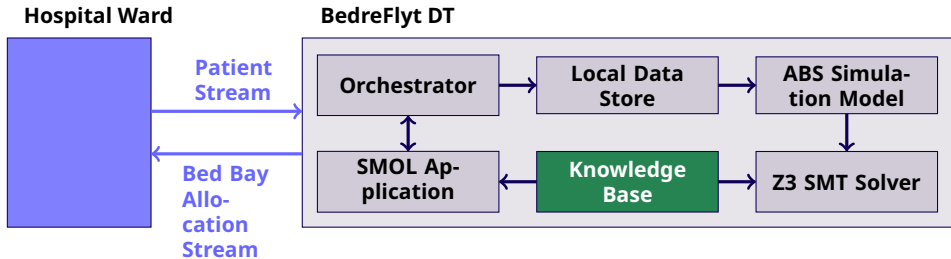 Hospital Ward
BedreFlyt DT
Patient
Stream
Bed Bay
Allo-
cation
Stream
Orchestrator
Local Data
Store
ABS Simula-
tion Model
SMOL Ap-
plication
Knowledge
Base
Z3 SMT Solver